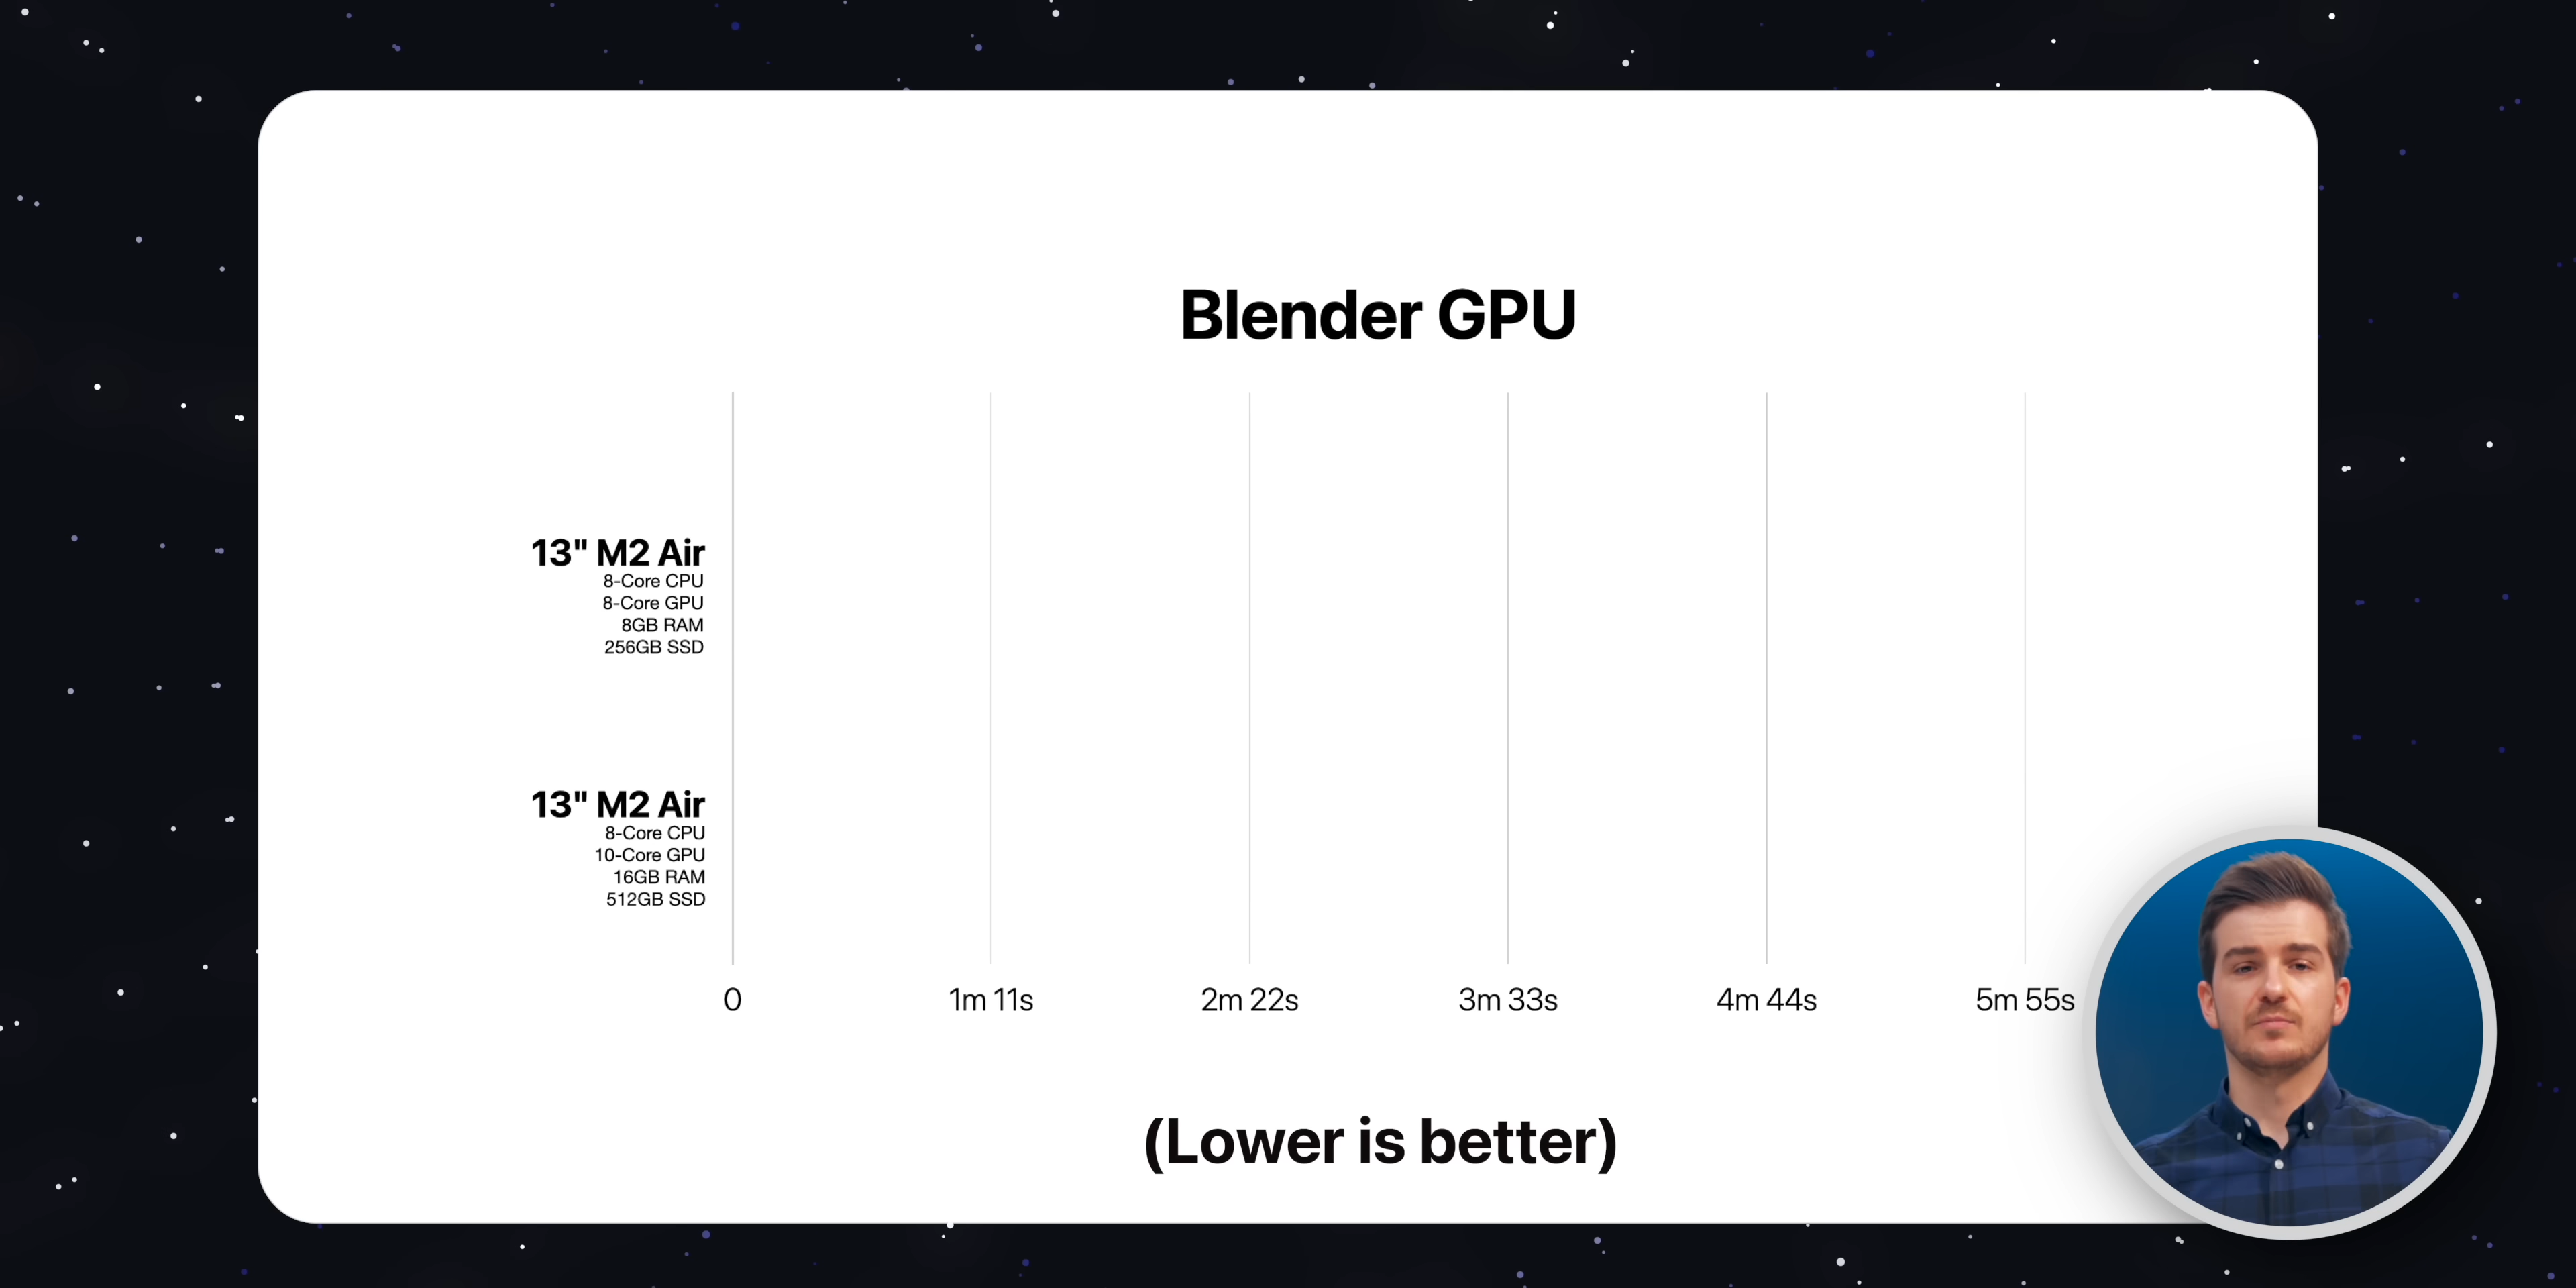 Blender GPU
13" M2 Air
8-Core CPU
8-Core GPU
8GB RAM
256GB SSD
13" M2 Air
8-Core CPU
10-Core GPU
16GB RAM
512GB SSD
0 1m 11s 2m 22s 3m 33s 4m 44s 5m 55s
(Lower is better)